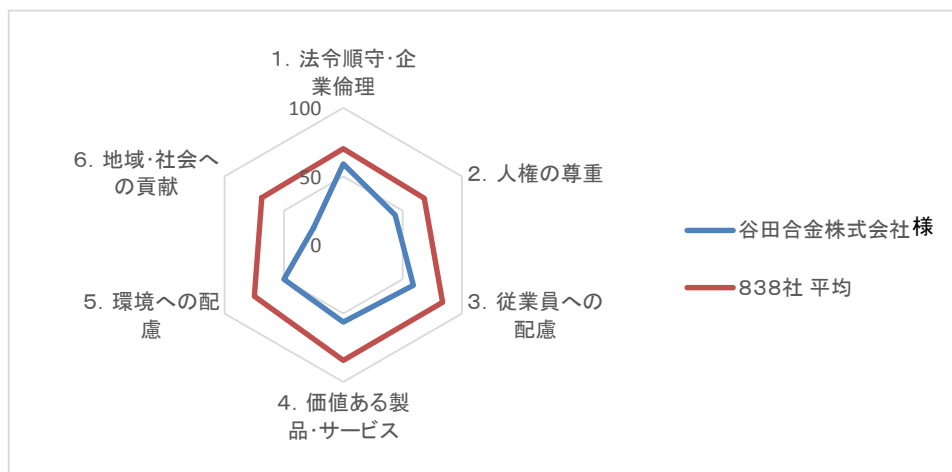 1. 法令順守・企
業倫理
100
6. 地域・社会へ
の貢献
50
2. 人権の尊重
0
谷田合金株式会社様
838社 平均
5. 環境への配
慮
3. 従業員への
配慮
4. 価値ある製
品・サービス